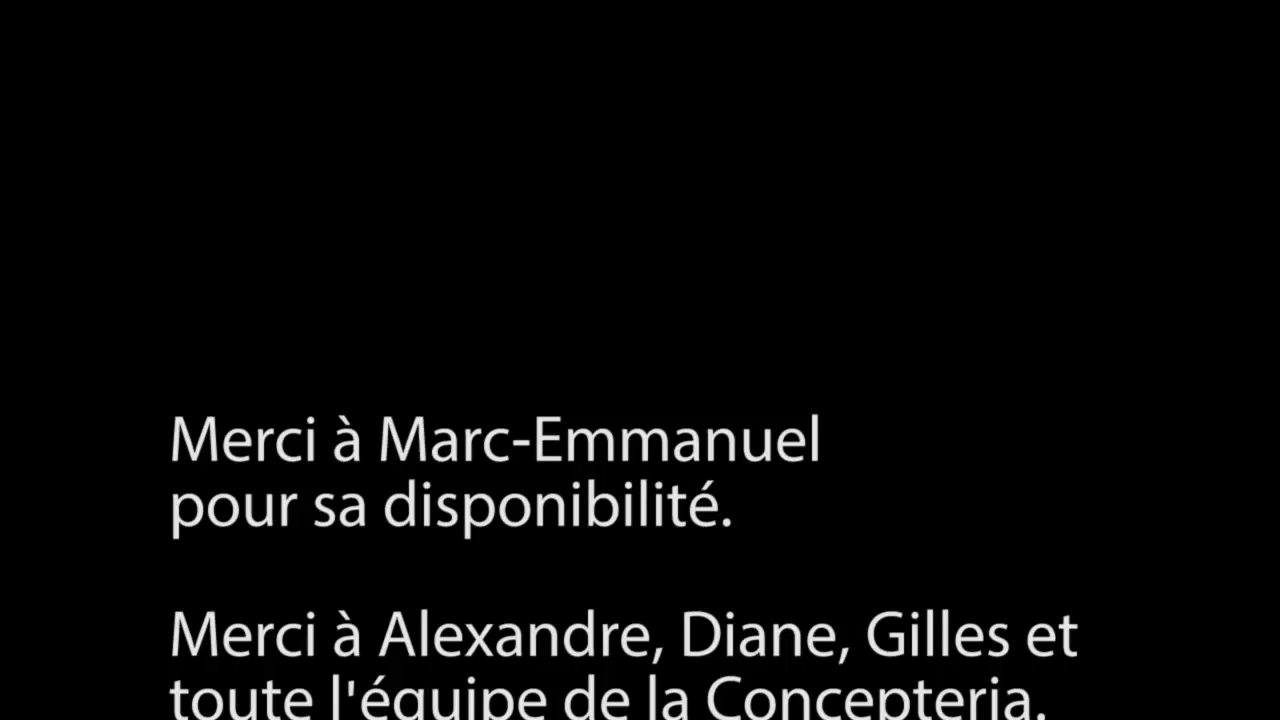 Merci à Marc-Emmanuel
pour sa disponibilité.
Merci à Alexandre, Diane, Gilles et
toute l'équipe de la Concepteria.